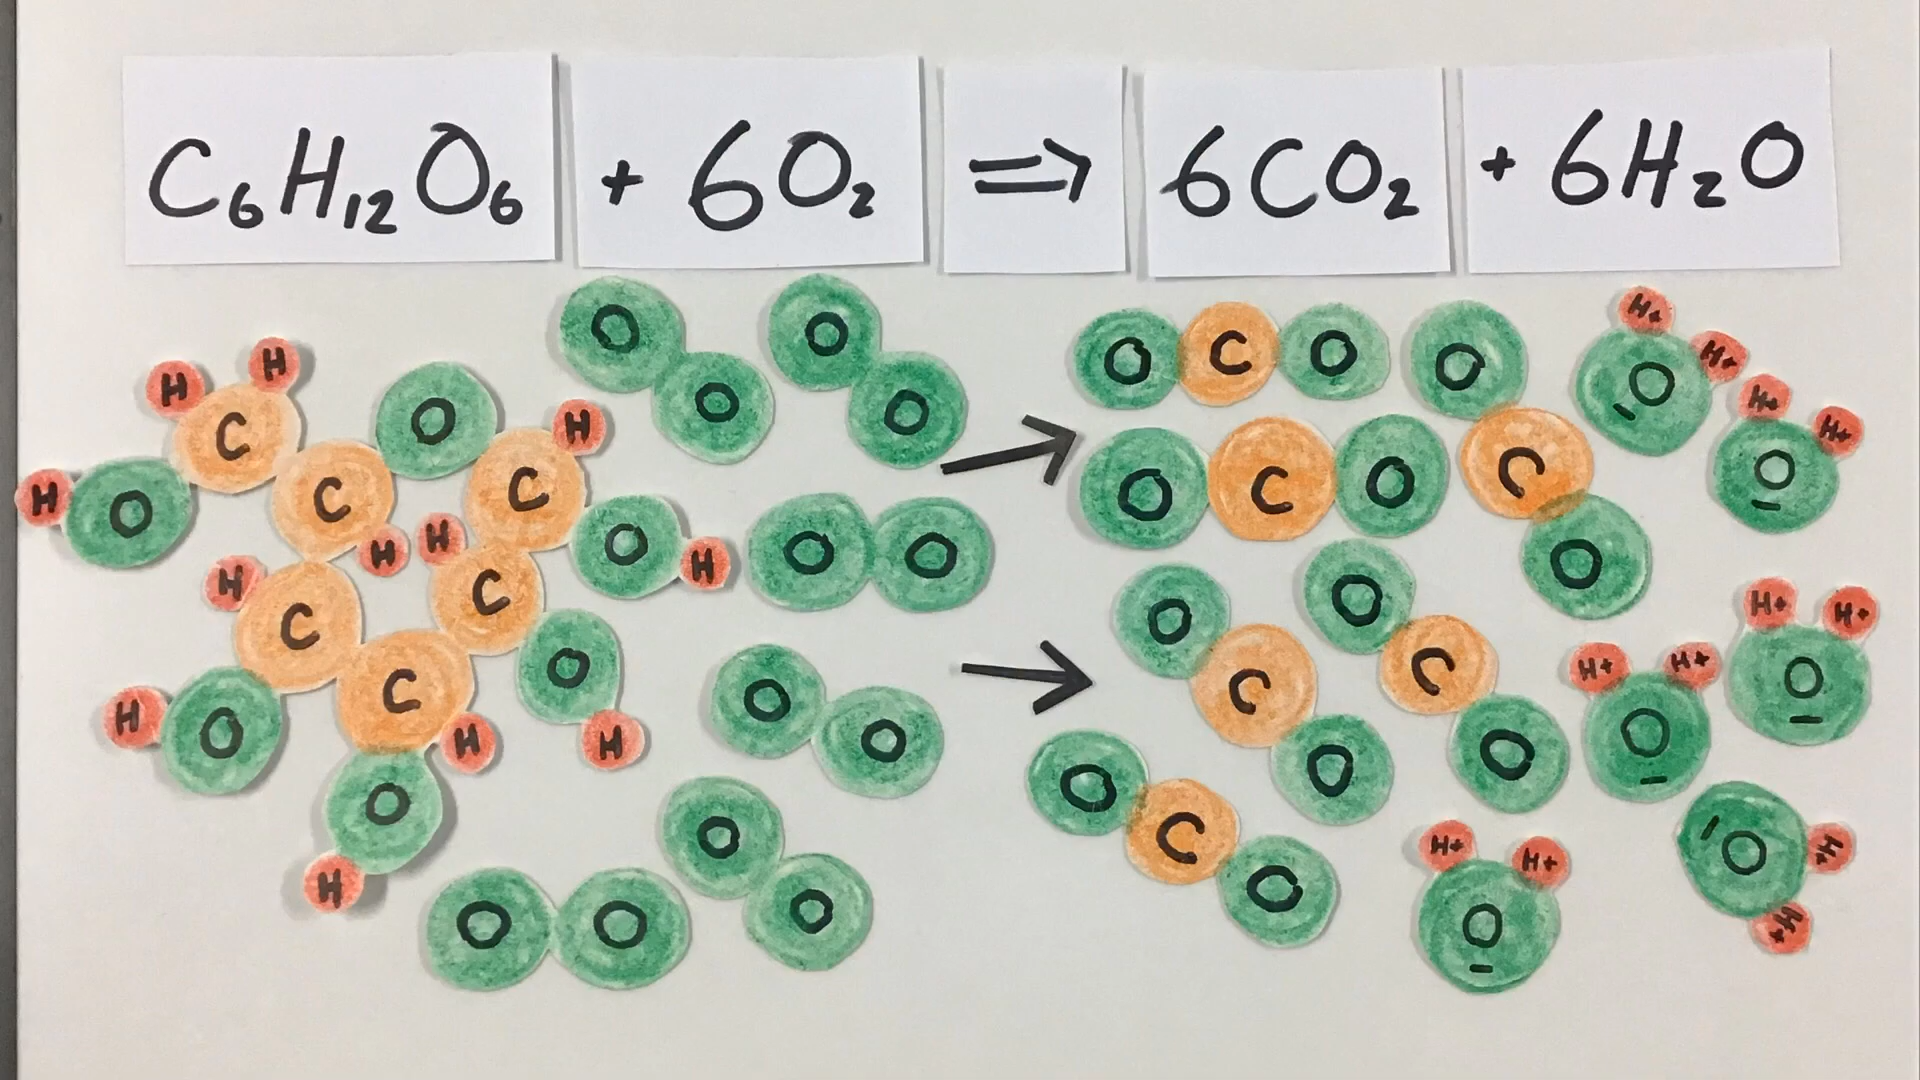 C₆H₁₂O₆ + 6O₂ ⇒ 6CO₂ + 6H₂O
H H
C O H
H O C C
H H O H
H C C
O
H O C H H
O
H
O O
O O
O O
O O
O O
O O
O C O
O C O
O C O
O C O
O C O
O C O
H+ H+ O -
H+ H+ O -
H+ H+ O -
H+ H+ O -
H+ H+ O -
H+ H+ O -